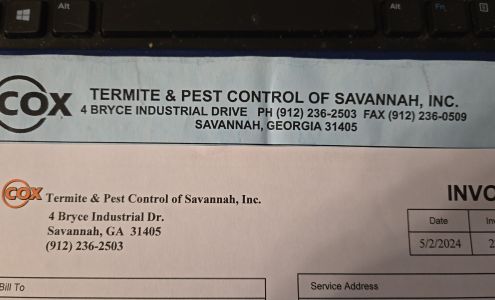 Alt
Alt
Fn
COX
TERMITE & PEST CONTROL OF SAVANNAH, INC.
4 BRYCE INDUSTRIAL DRIVE PH (912) 236-2503 FAX (912) 236-0509
SAVANNAH, GEORGIA 31405
COX Termite & Pest Control of Savannah, Inc.
4 Bryce Industrial Dr.
Savannah, GA 31405
(912) 236-2503
INVO
Date
5/2/2024
Bill To
Service Address